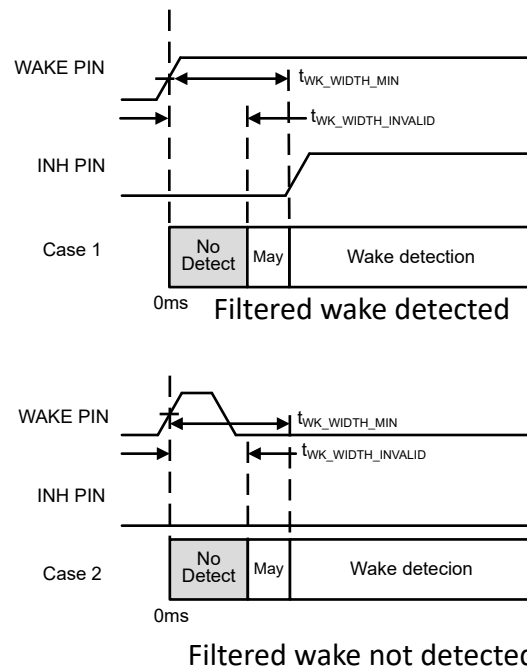 WAKE PIN
tWK_WIDTH_MIN
tWK_WIDTH_INVALID
INH PIN
Case 1
No Detect
May
Wake detection
0ms
Filtered wake detected
WAKE PIN
tWK_WIDTH_MIN
tWK_WIDTH_INVALID
INH PIN
Case 2
No Detect
May
Wake detecion
0ms
Filtered wake not detected